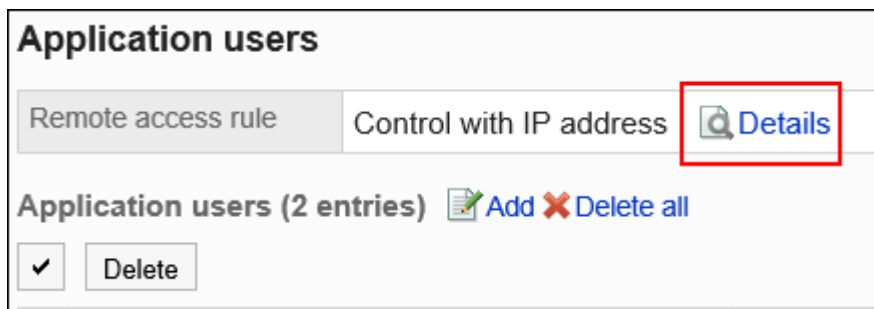 Application users
Remote access rule Control with IP address Details
Application users (2 entries) Add Delete all
Delete